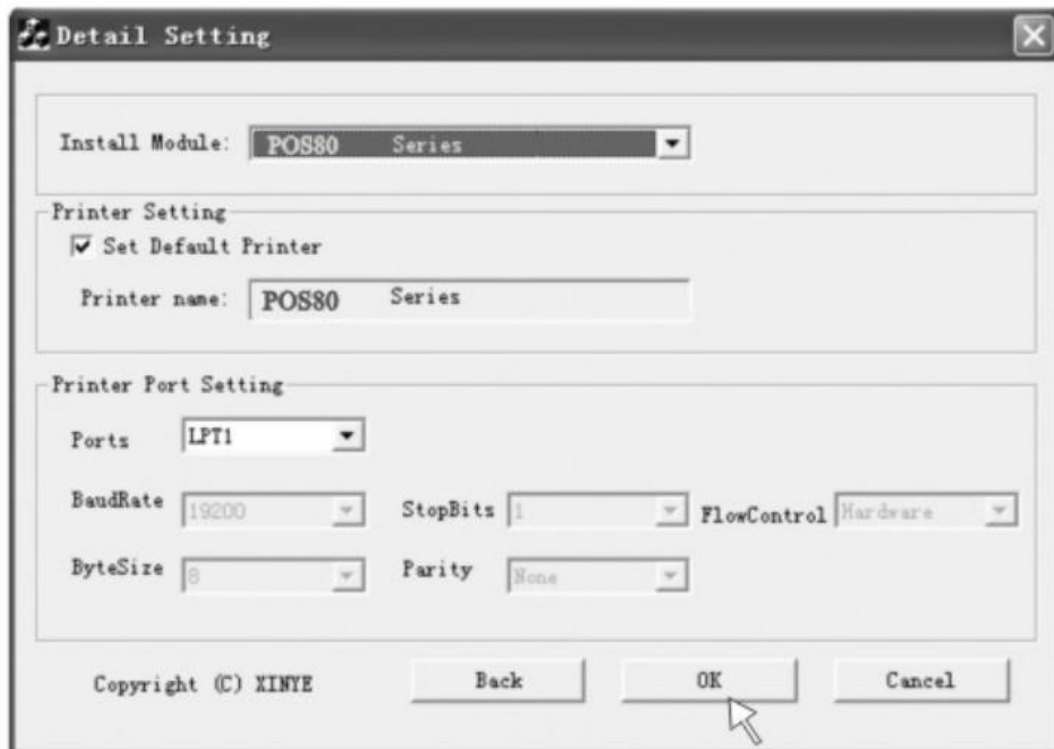 Detail Setting
Install Module: POS80 Series
Printer Setting
Set Default Printer
Printer name: POS80 Series
Printer Port Setting
Ports LPT1
BaudRate 19200 StopBits 1 FlowControl Hardware
ByteSize 8 Parity None
Copyright (C) XINYE Back OK Cancel